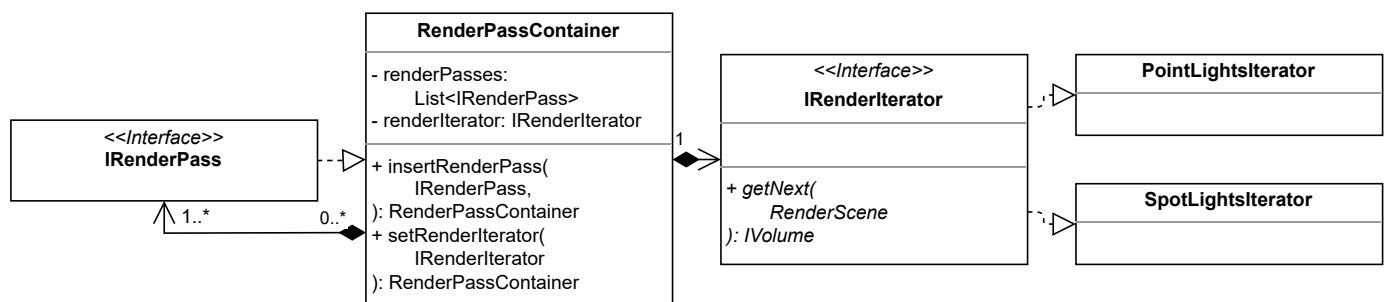 <<Interface>>
IRenderPass
1..*
0..*
RenderPassContainer
- renderPasses:
List<IRenderPass>
- renderIterator: IRenderIterator
+ insertRenderPass(
IRenderPass,
): RenderPassContainer
+ setRenderIterator(
IRenderIterator
): RenderPassContainer
1
<<Interface>>
IRenderIterator
+ getNext(
RenderScene
): IVolume
PointLightsIterator
SpotLightsIterator